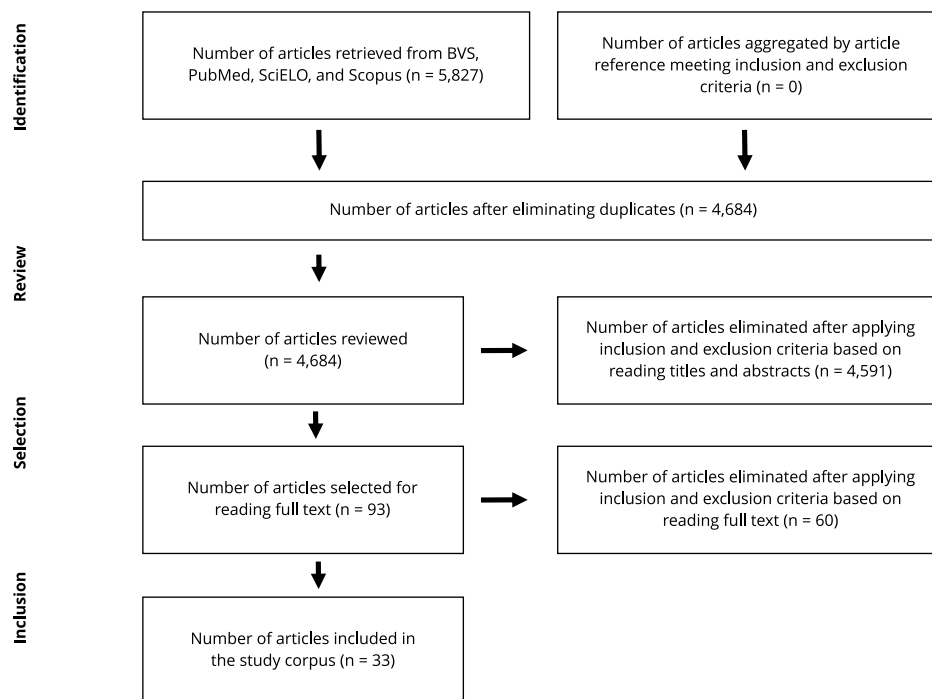 Identification
Number of articles retrieved from BVS,
PubMed, SciELO, and Scopus (n = 5,827)
Number of articles aggregated by article
reference meeting inclusion and exclusion
criteria (n = 0)
Number of articles after eliminating duplicates (n = 4,684)
Review
Number of articles reviewed
(n = 4,684)
Number of articles eliminated after applying
inclusion and exclusion criteria based on
reading titles and abstracts (n = 4,591)
Selection
Number of articles selected for
reading full text (n = 93)
Number of articles eliminated after applying
inclusion and exclusion criteria based on
reading full text (n = 60)
Inclusion
Number of articles included in
the study corpus (n = 33)